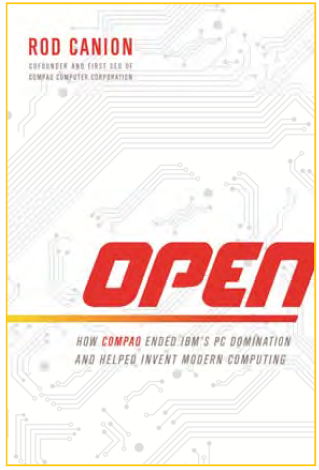 ROD CANION
COFOUNDER AND FIRST CEO OF
COMPAQ COMPUTER CORPORATION
OPEN
HOW COMPAQ ENDED IBM'S PC DOMINATION
AND HELPED INVENT MODERN COMPUTING